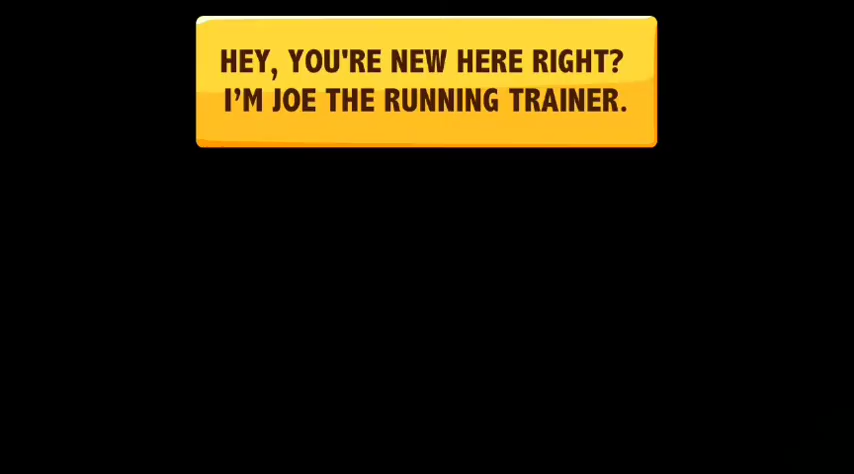 HEY, YOU'RE NEW HERE RIGHT?
I’M JOE THE RUNNING TRAINER.